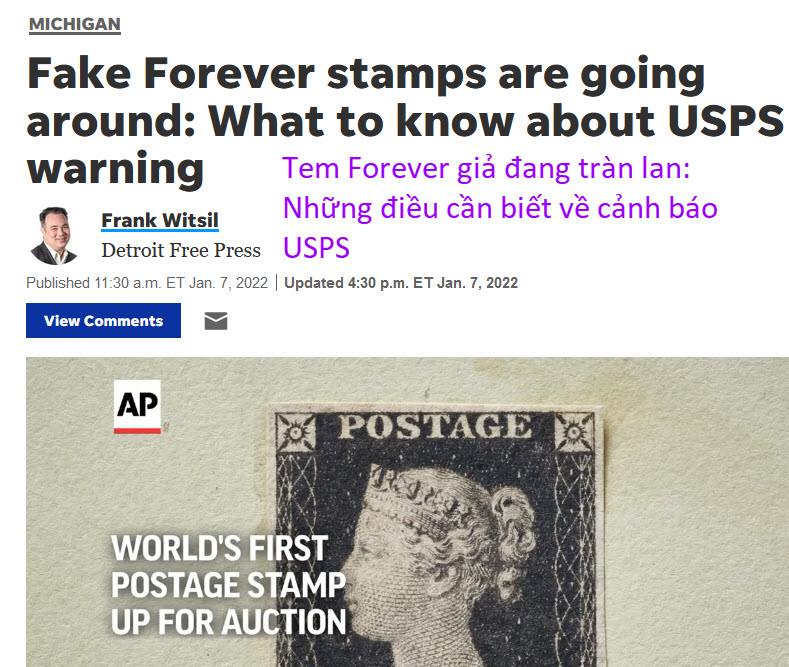 MICHIGAN
Fake Forever stamps are going
around: What to know about USPS
warning
Tem Forever giả đang tràn lan:
Những điều cần biết về cảnh báo
USPS
Frank Witsil
Detroit Free Press
Published 11:30 a.m. ET Jan. 7, 2022 | Updated 4:30 p.m. ET Jan. 7, 2022
View Comments
AP
POSTAGE
WORLD'S FIRST
POSTAGE STAMP
UP FOR AUCTION